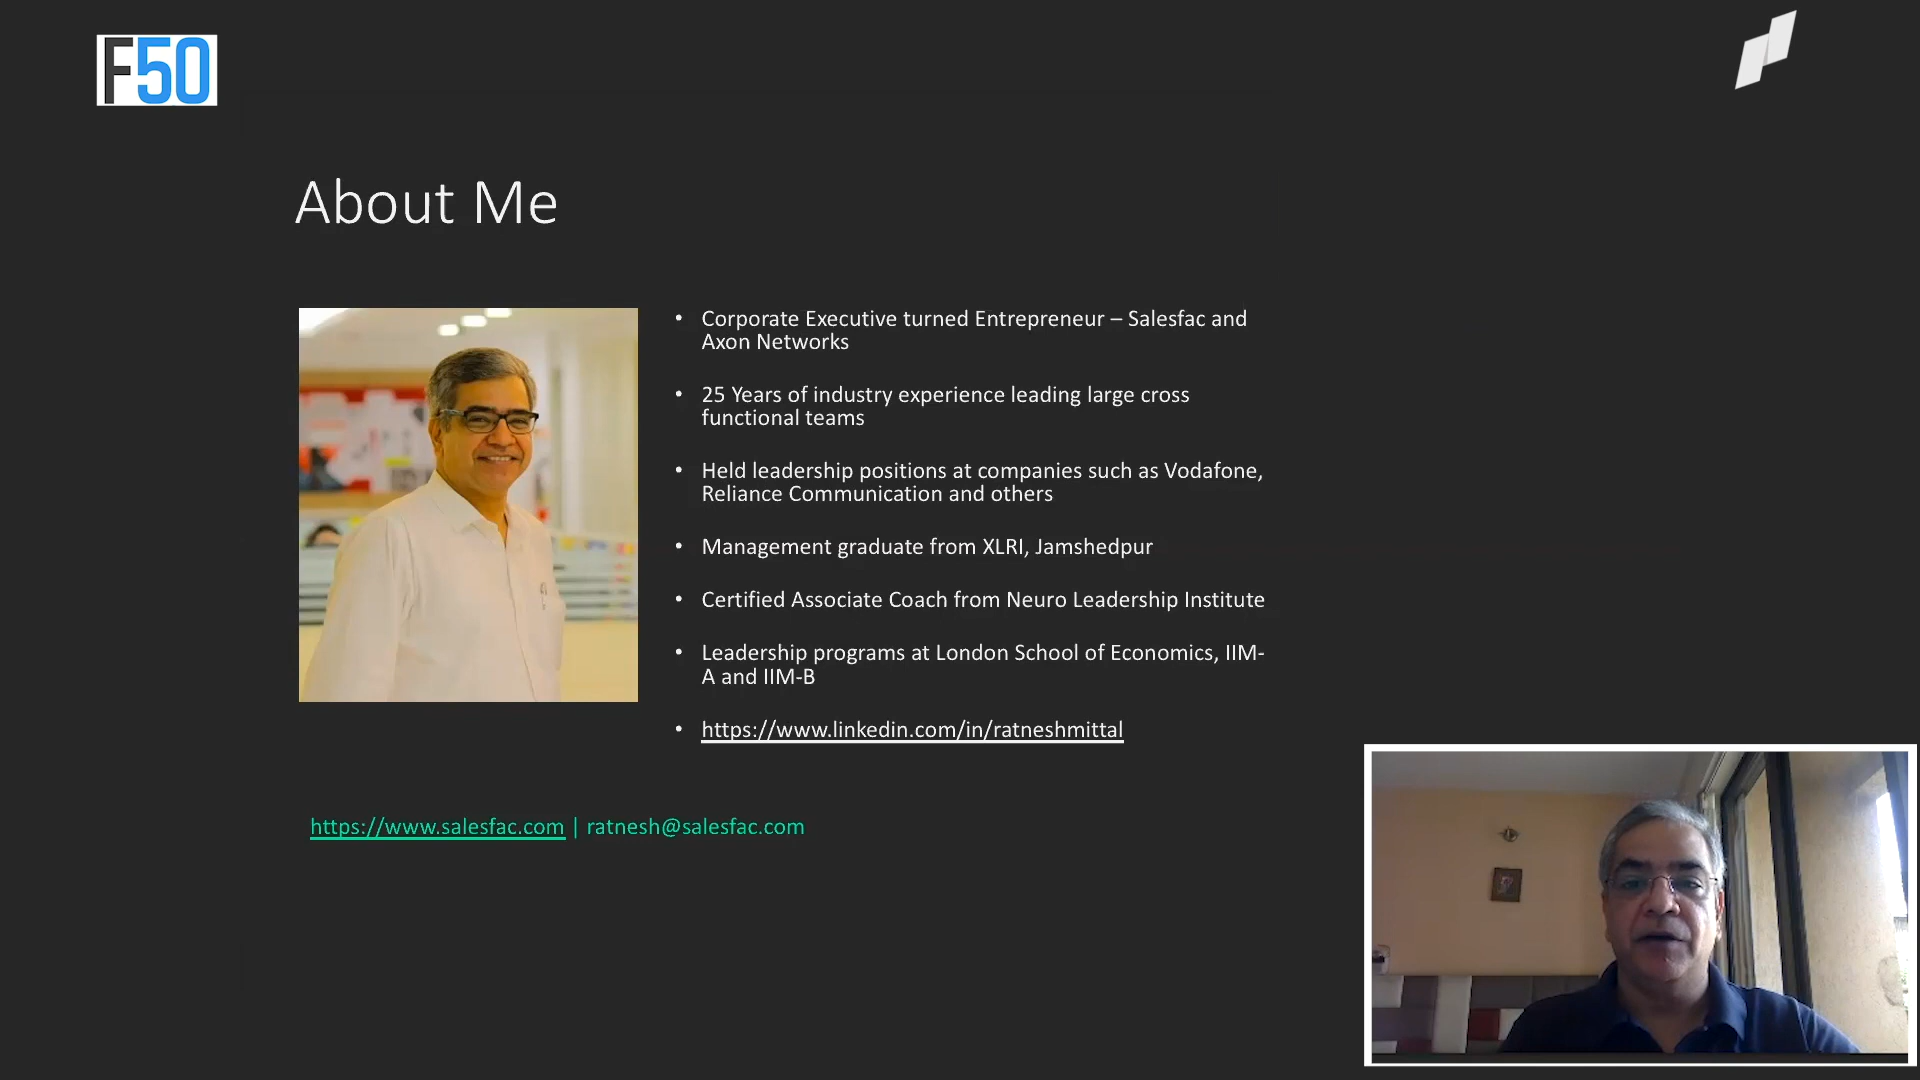 F50
About Me
• Corporate Executive turned Entrepreneur – Salesfac and
Axon Networks
• 25 Years of industry experience leading large cross
functional teams
• Held leadership positions at companies such as Vodafone,
Reliance Communication and others
• Management graduate from XLRI, Jamshedpur
• Certified Associate Coach from Neuro Leadership Institute
• Leadership programs at London School of Economics, IIM-
A and IIM-B
• https://www.linkedin.com/in/ratneshmittal
https://www.salesfac.com | ratnesh@salesfac.com